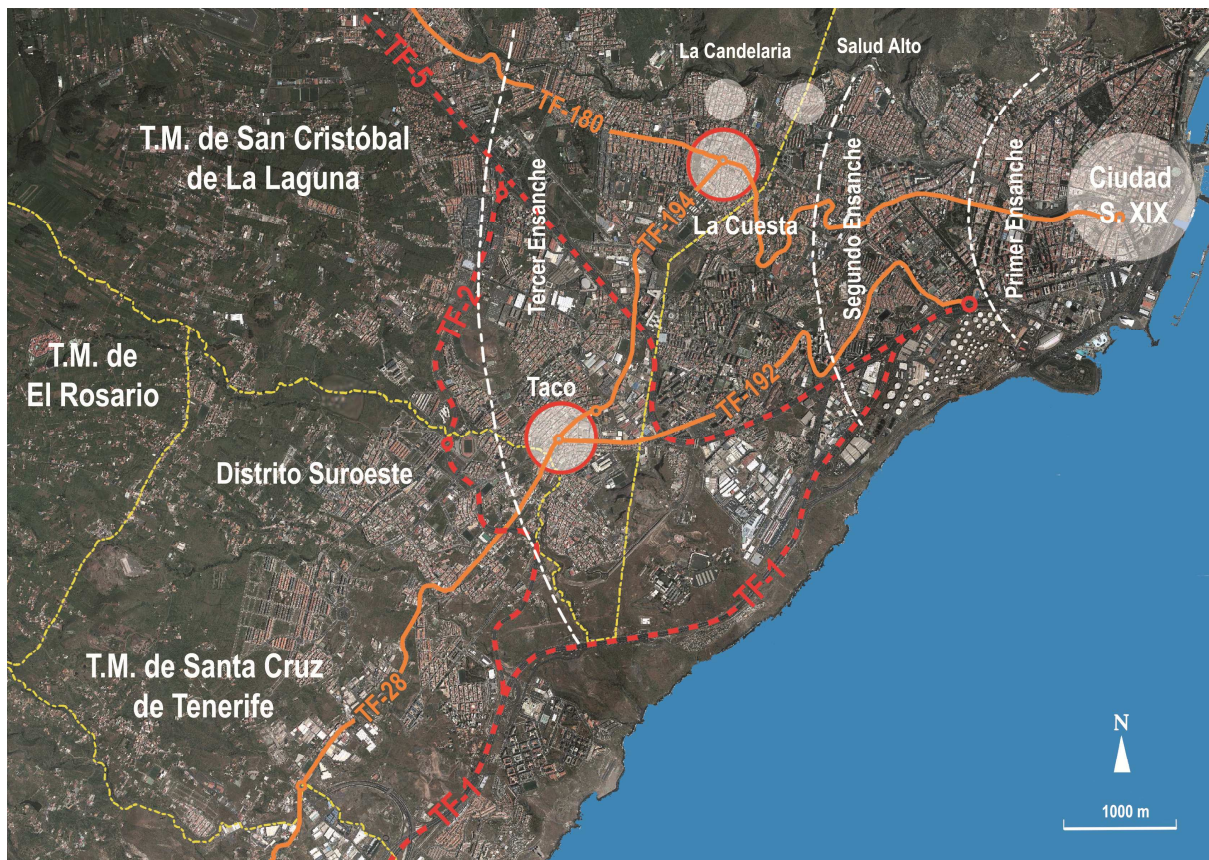 La Candelaria
Salud Alto
TF-5
TF-180
T.M. de San Cristóbal
de La Laguna
Tercer Ensanche
TF-194
La Cuesta
Segundo Ensanche
Primer Ensanche
Ciudad
S. XIX
TF-2
T.M. de
El Rosario
Taco
TF-192
Distrito Suroeste
TF-1
T.M. de Santa Cruz
de Tenerife
TF-28
TF-1
N
1000 m